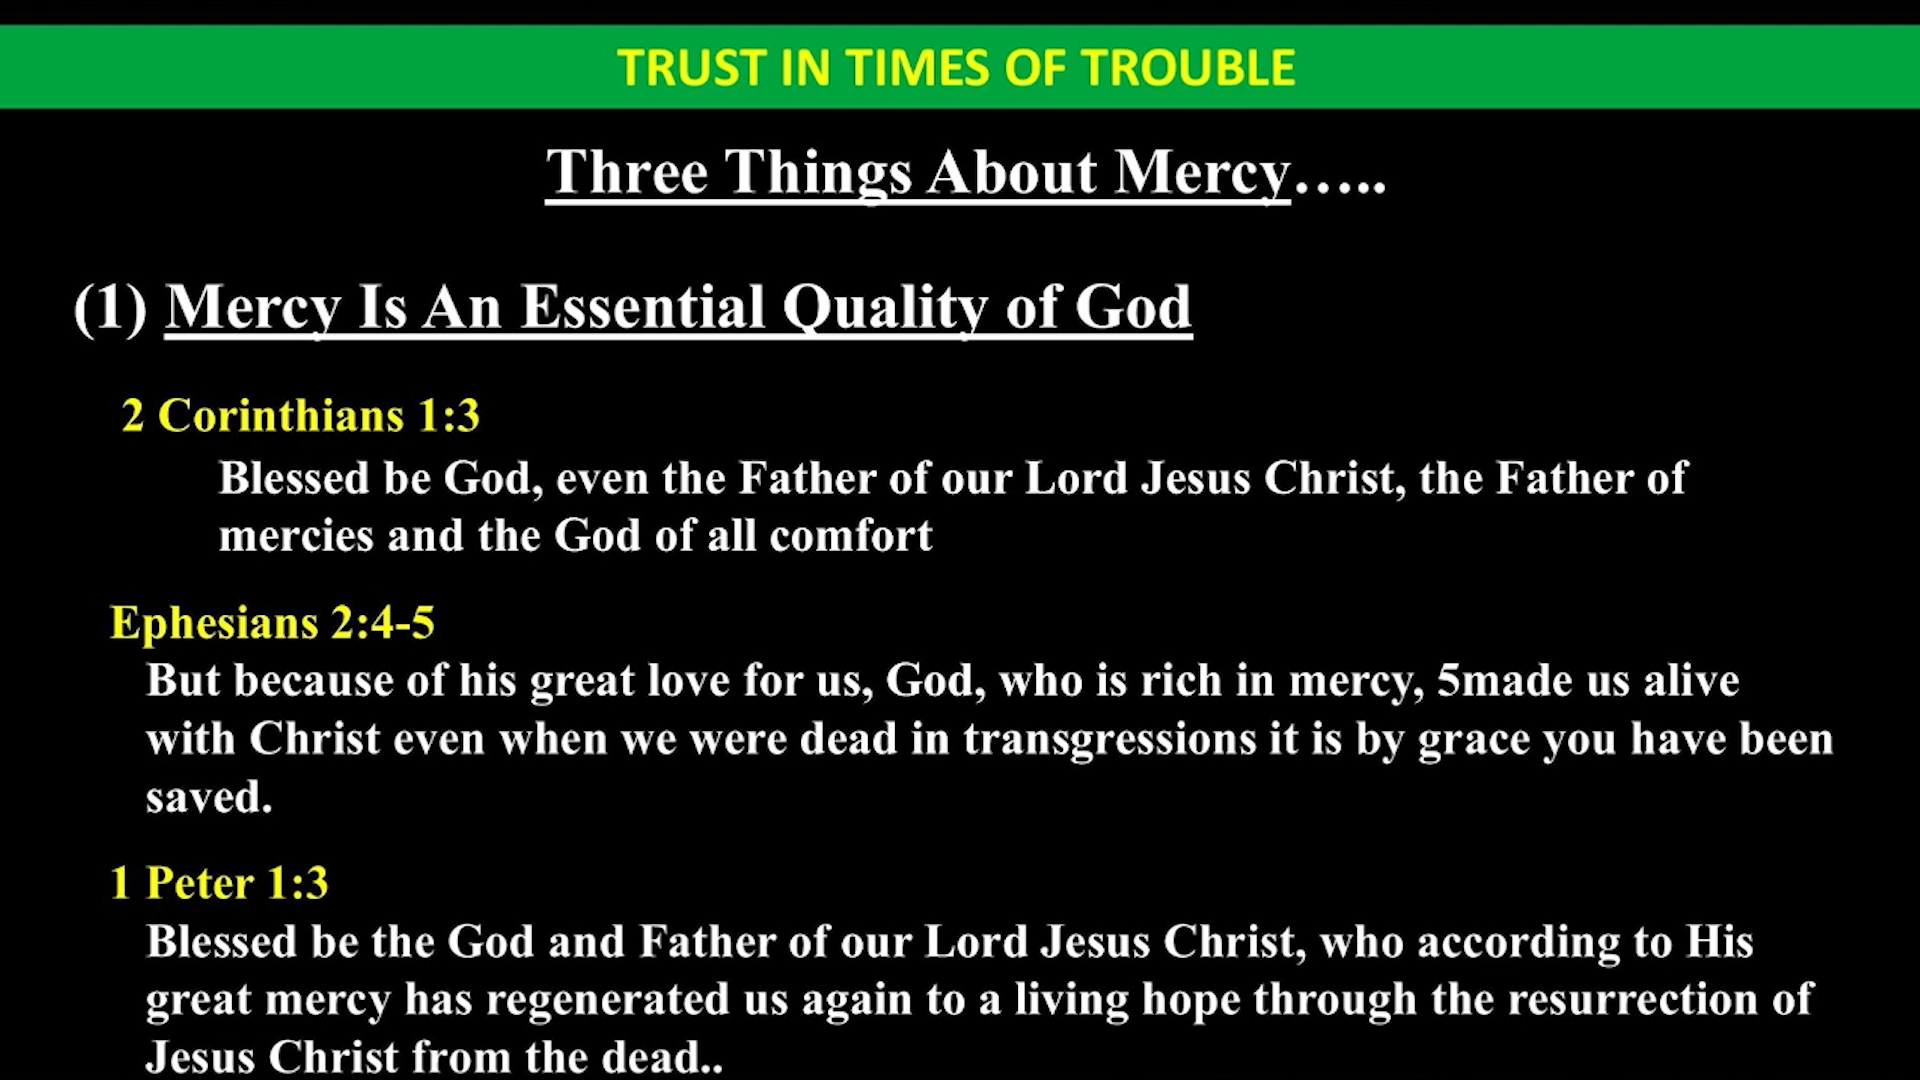 TRUST IN TIMES OF TROUBLE
Three Things About Mercy…..
(1) Mercy Is An Essential Quality of God
2 Corinthians 1:3
Blessed be God, even the Father of our Lord Jesus Christ, the Father of
mercies and the God of all comfort
Ephesians 2:4-5
But because of his great love for us, God, who is rich in mercy, 5made us alive
with Christ even when we were dead in transgressions it is by grace you have been
saved.
1 Peter 1:3
Blessed be the God and Father of our Lord Jesus Christ, who according to His
great mercy has regenerated us again to a living hope through the resurrection of
Jesus Christ from the dead..